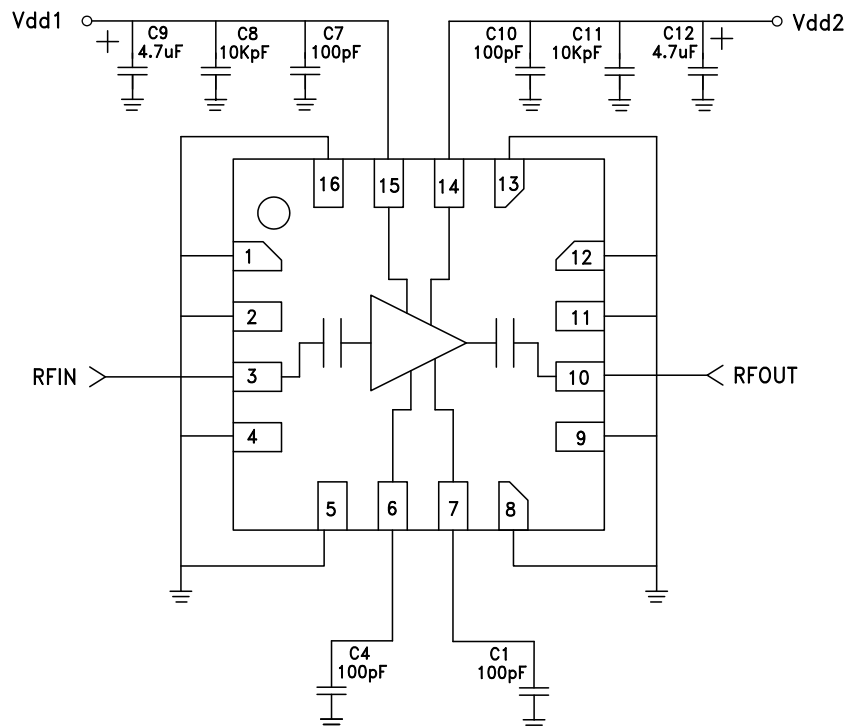 Vdd1
+
C9
4.7uF
C8
10KpF
C7
100pF
C10
100pF
C11
10KpF
C12
4.7uF
+
Vdd2
16
15
14
13
1
12
2
11
RFIN
3
10
RFOUT
4
9
5
6
7
8
C4
100pF
C1
100pF